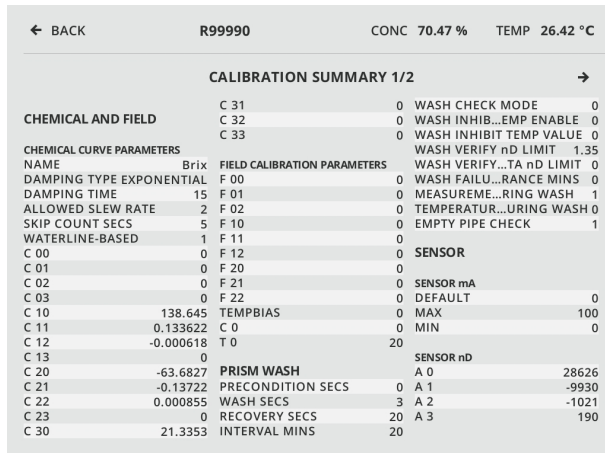 ← BACK R99990 CONC 70.47 % TEMP 26.42 °C
CALIBRATION SUMMARY 1/2 →
CHEMICAL AND FIELD
CHEMICAL CURVE PARAMETERS
NAME Brix
DAMPING TYPE EXPONENTIAL
DAMPING TIME 15
ALLOWED SLEW RATE 2
SKIP COUNT SECS 5
WATERLINE-BASED 1
C 00 0
C 01 0
C 02 0
C 03 0
C 10 138.645
C 11 0.133622
C 12 -0.000618
C 13 0
C 20 -63.6827
C 21 -0.13722
C 22 0.000855
C 23 0
C 30 21.3353
C 31 0
C 32 0
C 33 0
FIELD CALIBRATION PARAMETERS
F 00 0
F 01 0
F 02 0
F 10 0
F 11 0
F 12 0
F 20 0
F 21 0
F 22 0
TEMPBIAS 0
C 0 0
T 0 20
PRISM WASH
PRECONDITION SECS 0
WASH SECS 3
RECOVERY SECS 20
INTERVAL MINS 20
WASH CHECK MODE 0
WASH INHIB...EMP ENABLE 0
WASH INHIBIT TEMP VALUE 0
WASH VERIFY nD LIMIT 1.35
WASH VERIFY...TA nD LIMIT 0
WASH FAILU...RANCE MINS 0
MEASUREME...RING WASH 1
TEMPERATUR...URING WASH 0
EMPTY PIPE CHECK 1
SENSOR
SENSOR mA
DEFAULT 0
MAX 100
MIN 0
SENSOR nD
A 0 28626
A 1 -9930
A 2 -1021
A 3 190